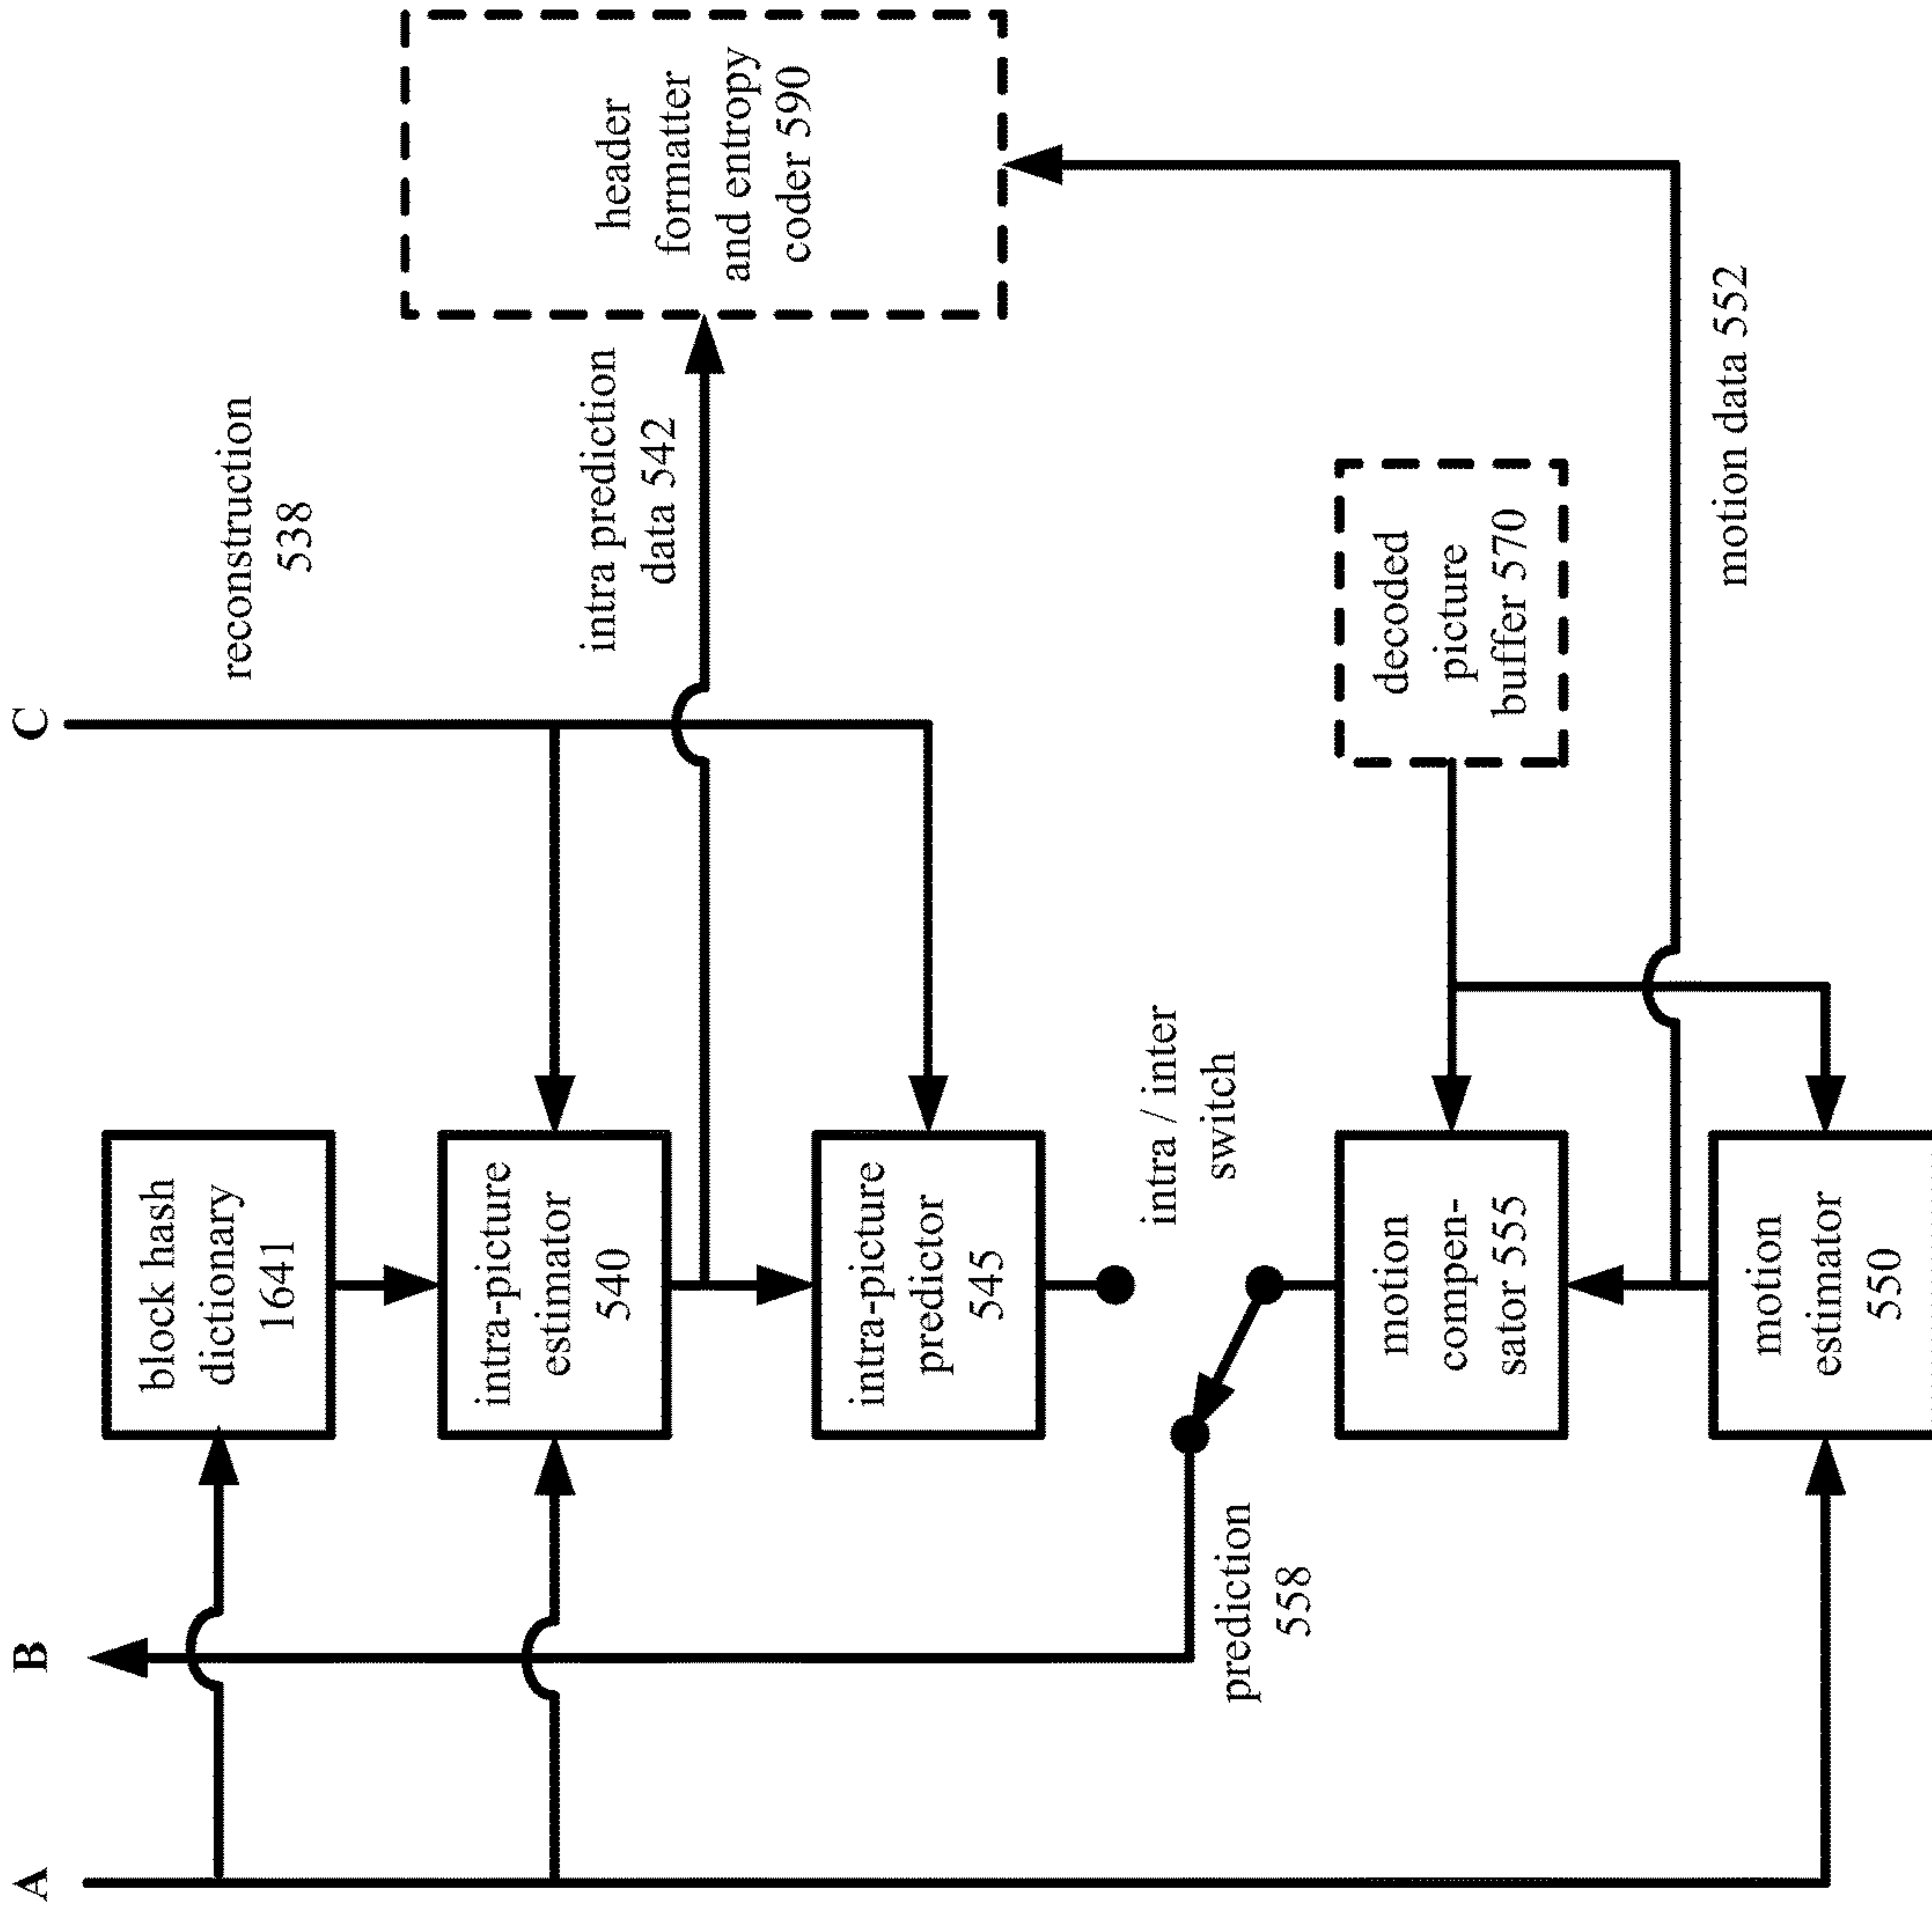 A
B
C
block hash
dictionary
1641
reconstruction
538
intra-picture
estimator
540
intra prediction
data 542
header
formatter
and entropy
coder 590
intra-picture
predictor
545
intra / inter
switch
prediction
558
motion
compen-
sator 555
decoded
picture
buffer 570
motion
estimator
550
motion data 552